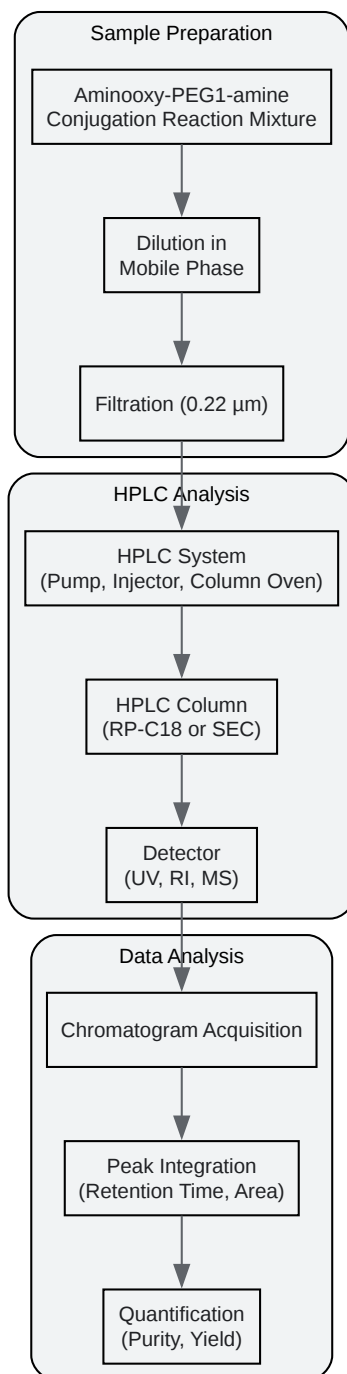 Sample Preparation
Aminooxy-PEG1-amine
Conjugation Reaction Mixture
Dilution in
Mobile Phase
Filtration (0.22 µm)
HPLC Analysis
HPLC System
(Pump, Injector, Column Oven)
HPLC Column
(RP-C18 or SEC)
Detector
(UV, RI, MS)
Data Analysis
Chromatogram Acquisition
Peak Integration
(Retention Time, Area)
Quantification
(Purity, Yield)